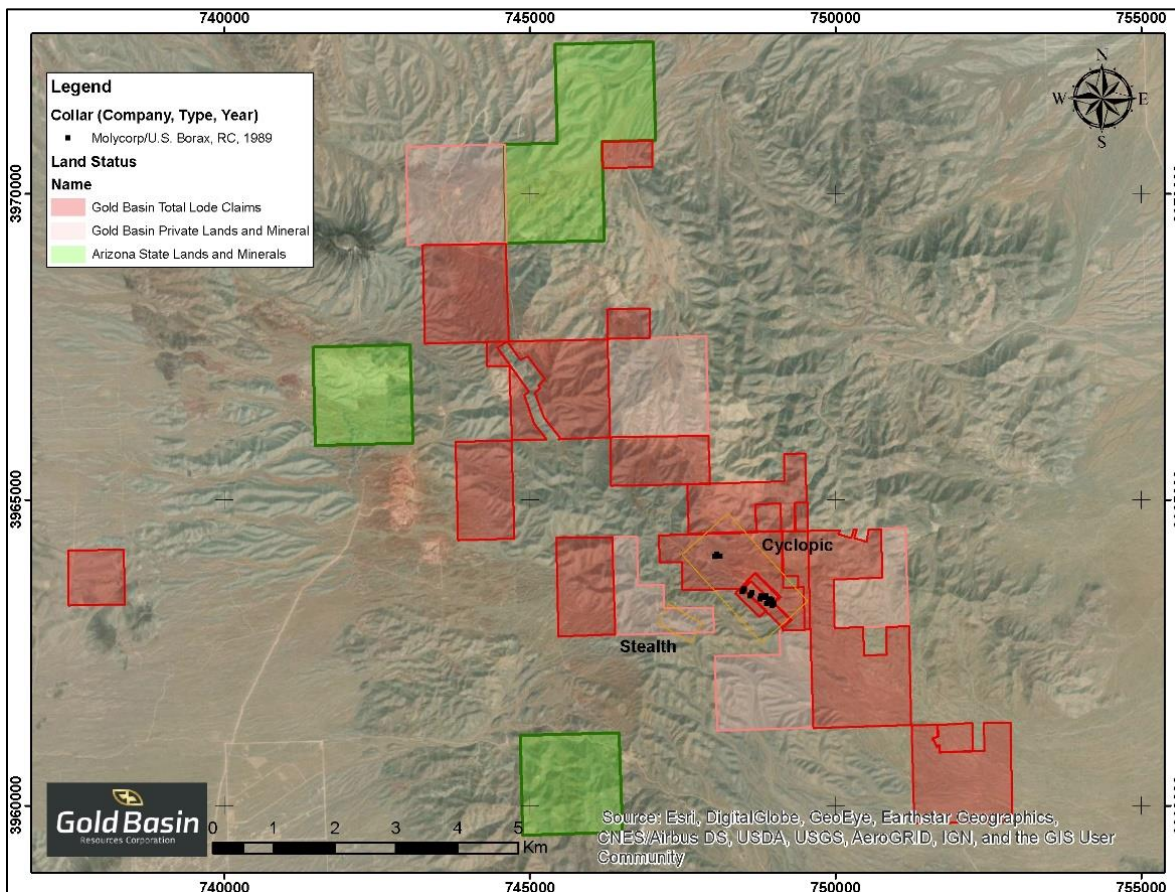 740000 745000 750000 755000
Legend
Collar (Company, Type, Year)
Molycorp/U.S. Borax, RC, 1989
Land Status
Name
Gold Basin Total Lode Claims
Gold Basin Private Lands and Mineral
Arizona State Lands and Minerals
N
W E
S
3970000
3965000
Cyclopic
Stealth
3960000
Gold Basin
Resources Corporation
0 1 2 3 4 5
Km
Source: Esri, DigitalGlobe, GeoEye, Earthstar Geographics,
CNES/Airbus DS, USDA, USGS, AeroGRID, IGN, and the GIS User
Community
740000 745000 750000 755000